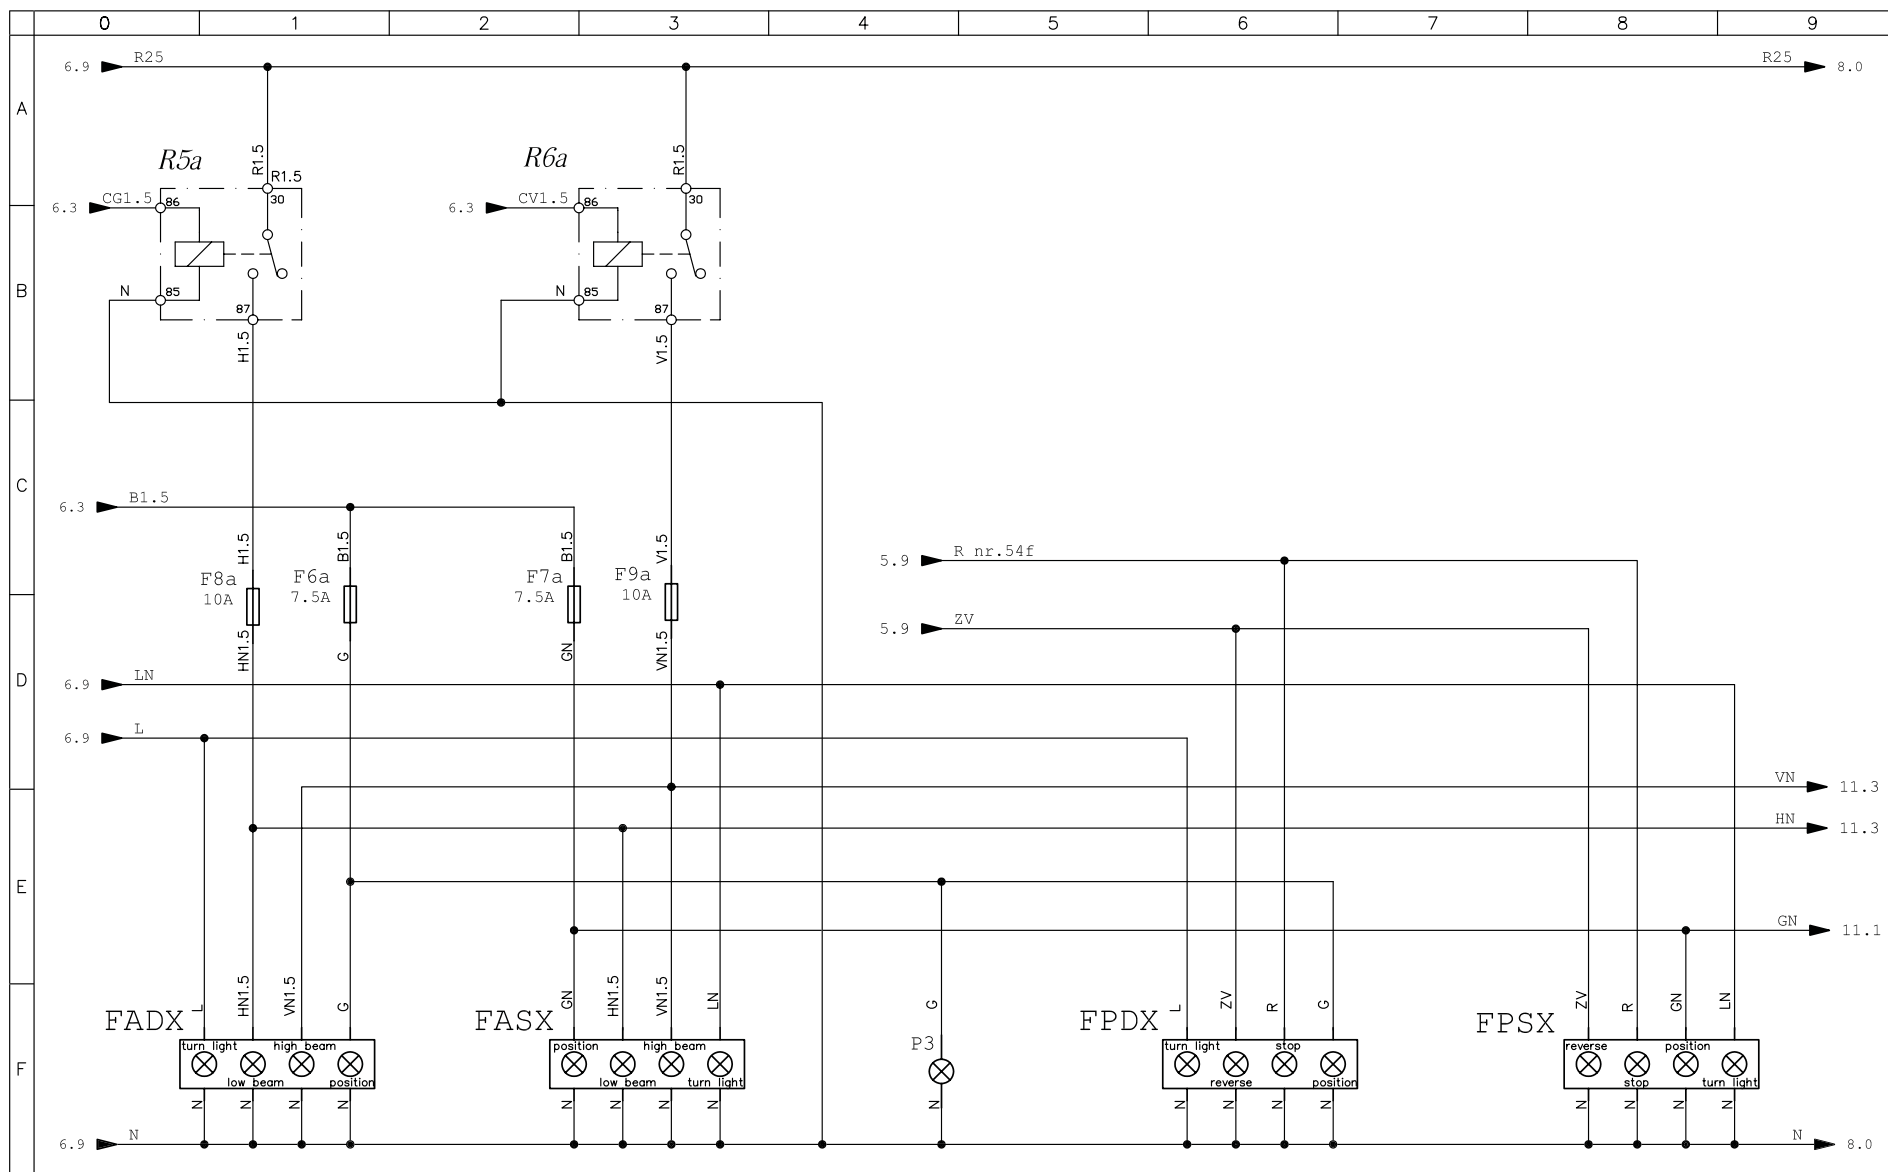 0 1 2 3 4 5 6 7 8 9
6.9 R25 R25 8.0
A
R1.5 R1.5
R5a R6a
R1.5
30 30
6.3 CG1.5 86 6.3 CV1.5 86
B
N 85 N 85
87 87
H1.5 V1.5
C
6.3 B1.5
H1.5 B1.5 B1.5 V1.5
5.9 R nr.54f
F8a F6a F7a F9a
10A 7.5A 7.5A 10A
5.9 ZV
HN1.5 G GN VN1.5
D
6.9 LN
6.9 L
VN 11.3
HN 11.3
E
GN 11.1
L HN1.5 VN1.5 G GN HN1.5 VN1.5 LN G L ZV R G ZV R GN LN
FADX FASX FPDX FPSX
P3
turn light high beam position high beam turn light stop reverse position
F
low beam position low beam turn light reverse position stop turn light
N N N N N N N N N N N N N N N N N
6.9 N N 8.0